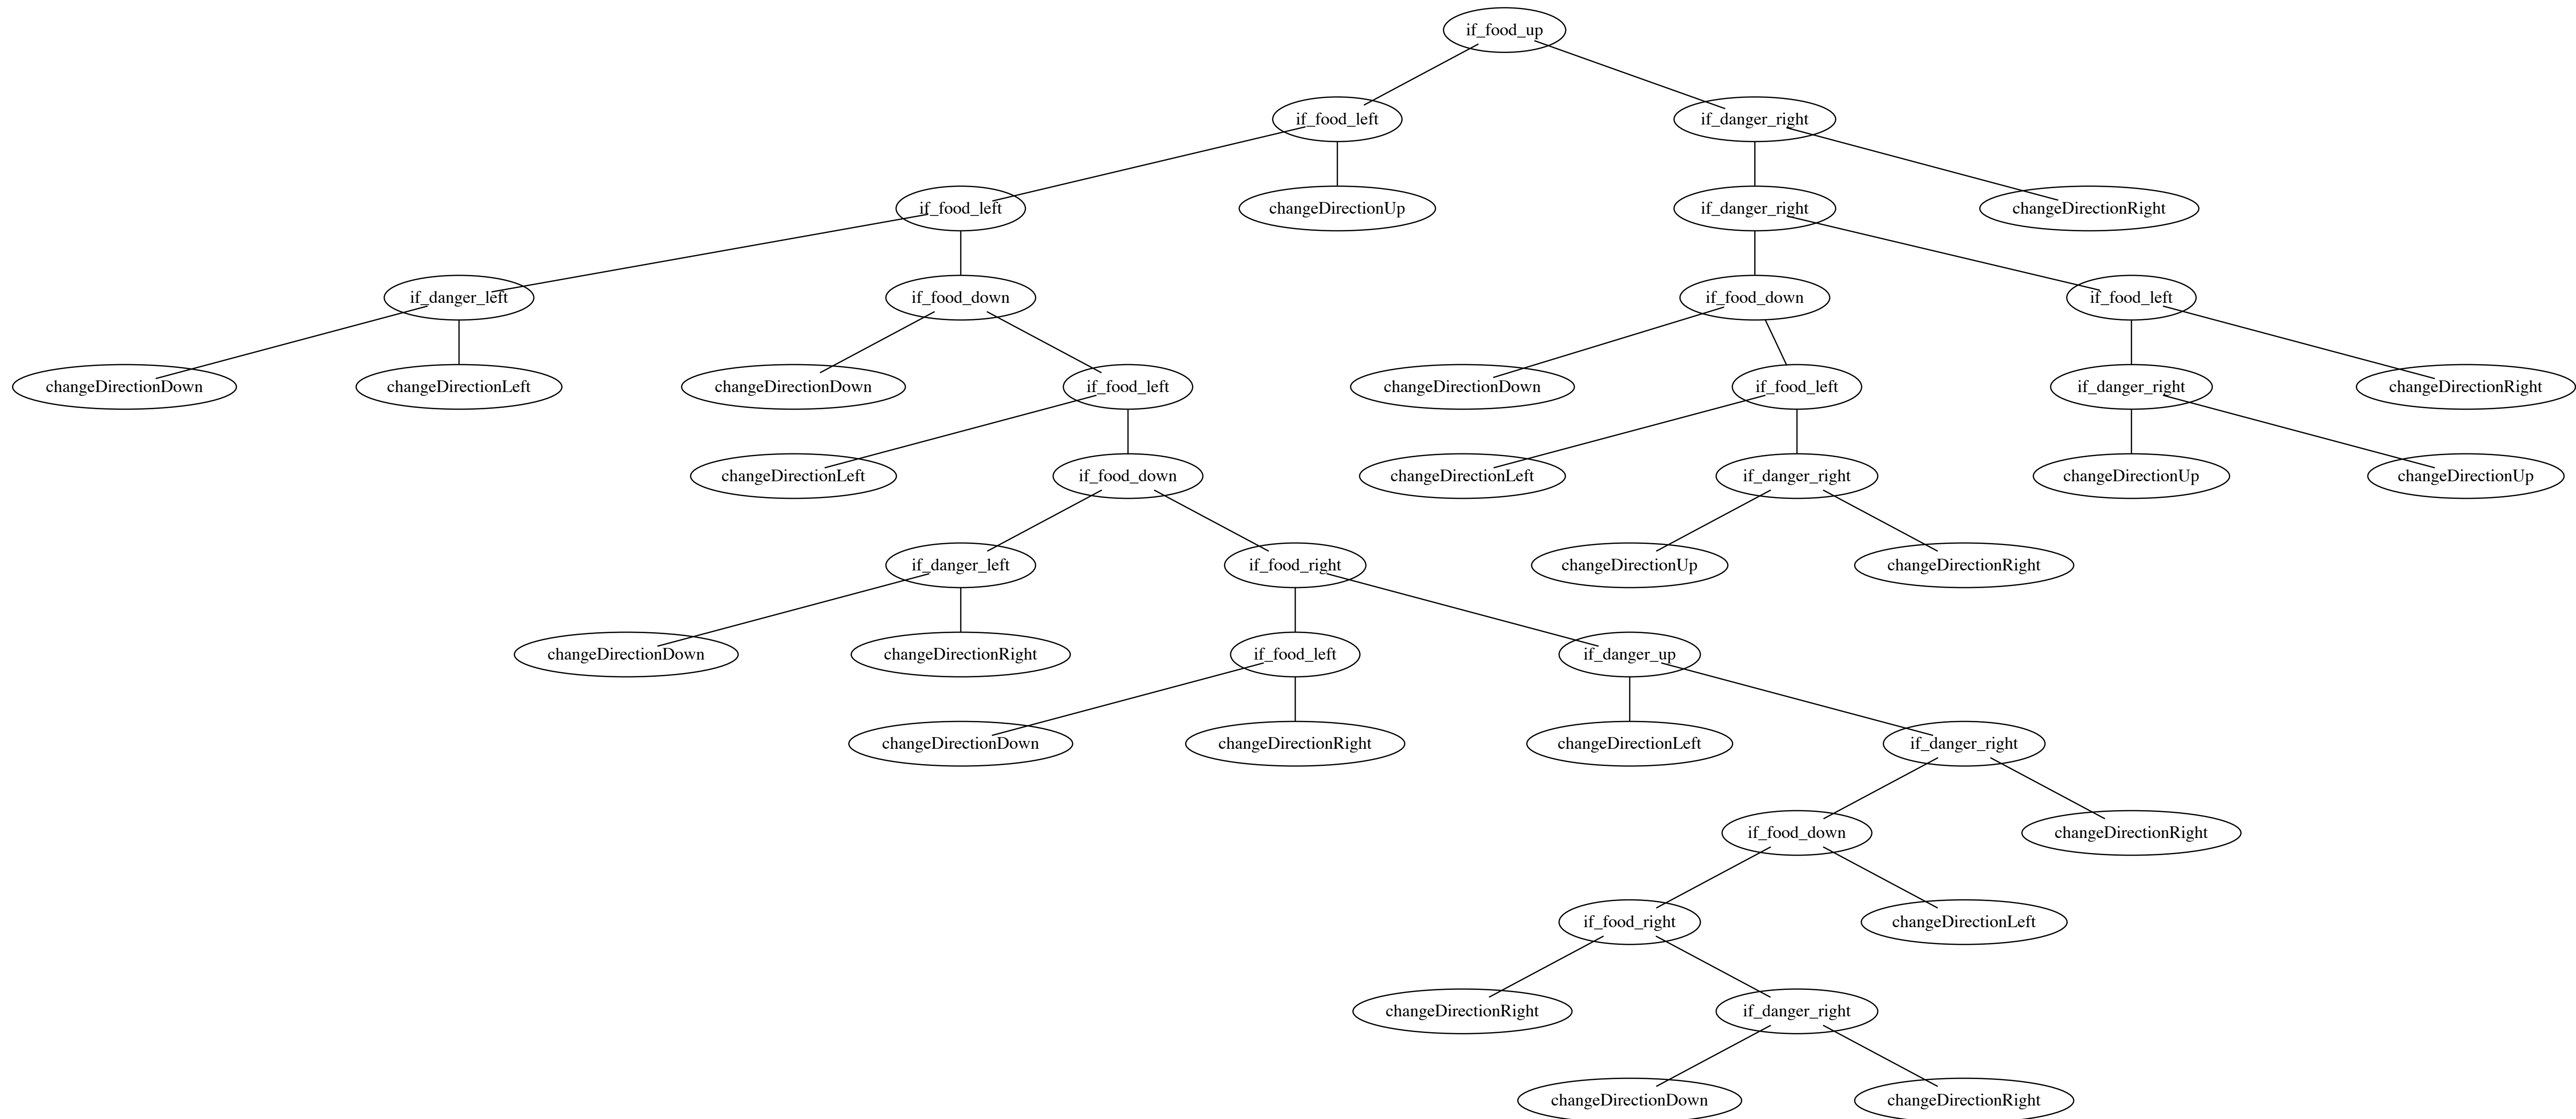 if_food_up
if_food_left
if_danger_right
if_food_left
changeDirectionUp
if_danger_right
changeDirectionRight
if_danger_left
if_food_down
if_food_down
if_food_left
changeDirectionDown
changeDirectionLeft
changeDirectionDown
if_food_left
changeDirectionDown
if_food_left
if_danger_right
changeDirectionRight
changeDirectionLeft
if_food_down
changeDirectionLeft
if_danger_right
changeDirectionUp
changeDirectionUp
if_danger_left
if_food_right
changeDirectionUp
changeDirectionRight
changeDirectionDown
changeDirectionRight
if_food_left
if_danger_up
changeDirectionDown
changeDirectionRight
changeDirectionLeft
if_danger_right
if_food_down
changeDirectionRight
if_food_right
changeDirectionLeft
changeDirectionRight
if_danger_right
changeDirectionDown
changeDirectionRight